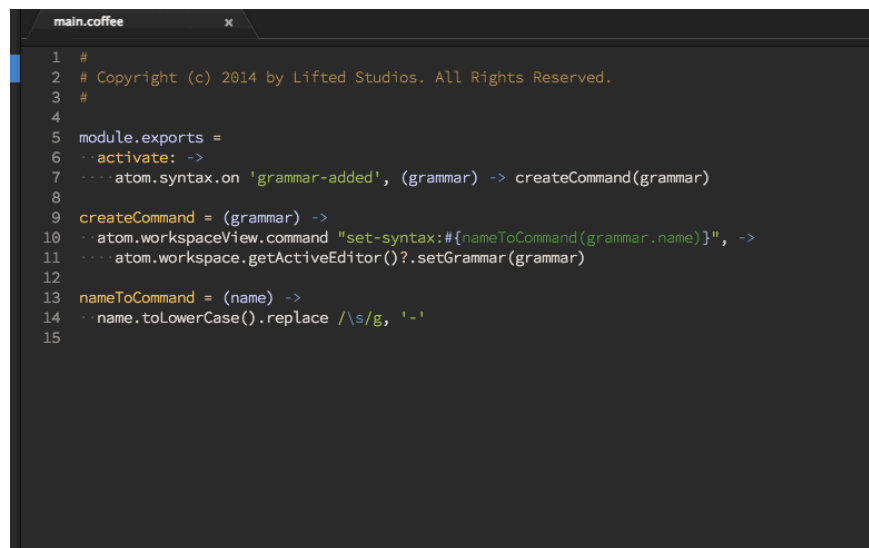 main.coffee x
1 #
2 # Copyright (c) 2014 by Lifted Studios. All Rights Reserved.
3 #
4
5 module.exports =
6 ··activate: ->
7 ····atom.syntax.on 'grammar-added', (grammar) -> createCommand(grammar)
8
9 createCommand = (grammar) ->
10 ··atom.workspaceView.command "set-syntax:#{nameToCommand(grammar.name)}", ->
11 ····atom.workspace.getActiveEditor()?.setGrammar(grammar)
12
13 nameToCommand = (name) ->
14 ··name.toLowerCase().replace /\s/g, '-'
15